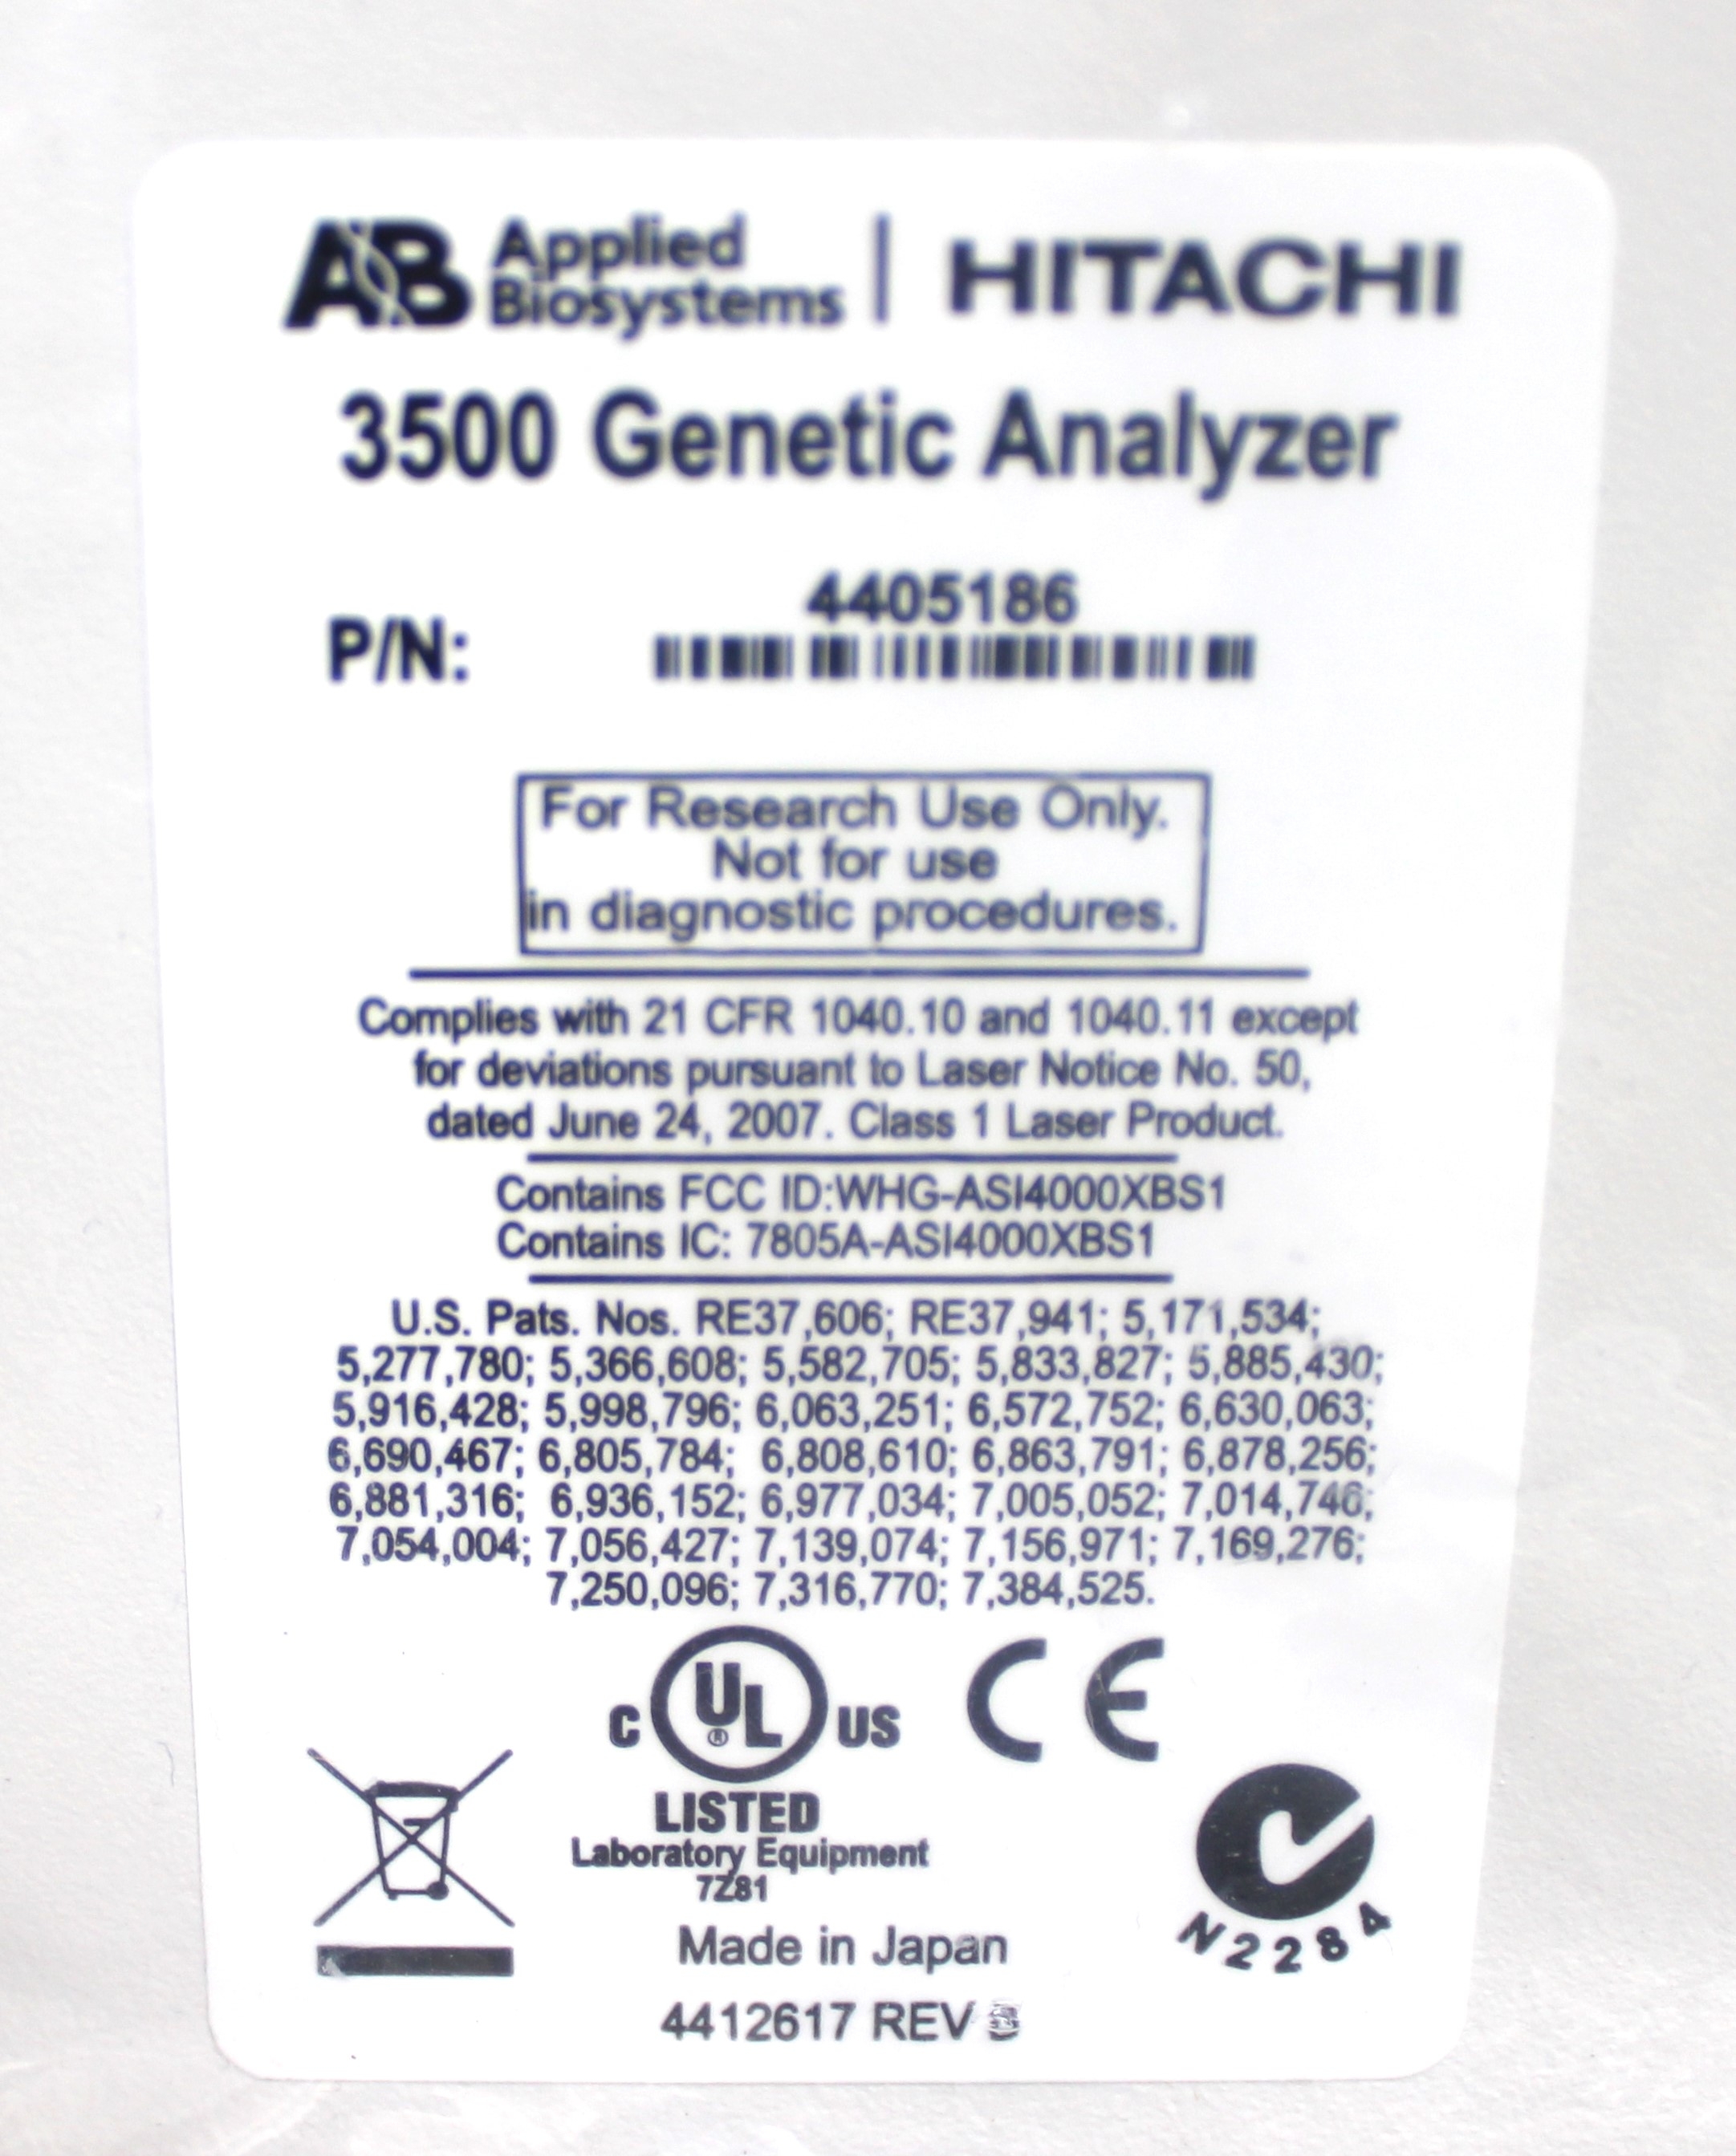 AB Applied Biosystems | HITACHI
3500 Genetic Analyzer
4405186
P/N:
For Research Use Only.
Not for use
in diagnostic procedures.
Complies with 21 CFR 1040.10 and 1040.11 except
for deviations pursuant to Laser Notice No. 50,
dated June 24, 2007. Class 1 Laser Product.
Contains FCC ID:WHG-ASI4000XBS1
Contains IC: 7805A-ASI4000XBS1
U.S. Pats. Nos. RE37,606; RE37,941; 5,171,534;
5,277,780; 5,366,608; 5,582,705; 5,833,827; 5,885,430;
5,916,428; 5,998,796; 6,063,251; 6,572,752; 6,630,063;
6,690,467; 6,805,784; 6,808,610; 6,863,791; 6,878,256;
6,881,316; 6,936,152; 6,977,034; 7,005,052; 7,014,746;
7,054,004; 7,056,427; 7,139,074; 7,156,971; 7,169,276;
7,250,096; 7,316,770; 7,384,525.
C UL ® US CE
LISTED
Laboratory Equipment
7Z81
N2284
Made in Japan
4412617 REV